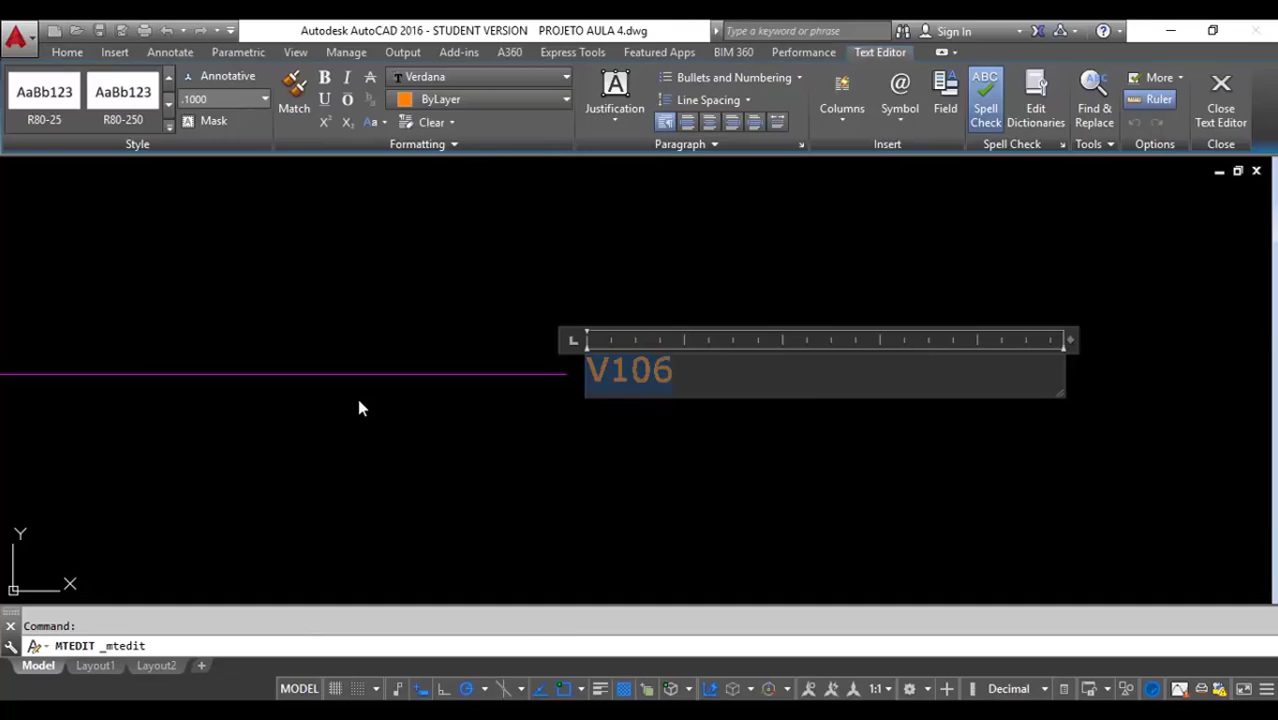 Autodesk AutoCAD 2016 - STUDENT VERSION PROJETO AULA 4.dwg
Type a keyword or phrase
Sign In
Home Insert Annotate Parametric View Manage Output Add-ins A360 Express Tools Featured Apps BIM 360 Performance Text Editor
AaBb123 AaBb123
R80-25 R80-250
Annotative
.1000
Mask
Style
Match
Verdana
ByLayer
Clear
Formatting
Justification
Bullets and Numbering
Line Spacing
Paragraph
Columns
Symbol
Field
Insert
ABC
Spell
Check
Edit
Dictionaries
Spell Check
Find &
Replace
Tools
More
Ruler
Options
Close
Text Editor
Close
V106
Y
X
Command:
MTEDIT _mtedit
Model Layout1 Layout2 +
MODEL
1:1
Decimal